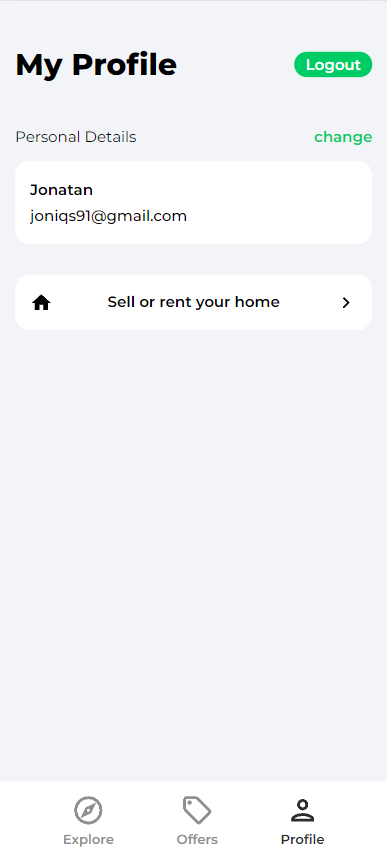 My Profile
Logout
Personal Details
change
Jonatan
joniqs91@gmail.com
Sell or rent your home
Explore
Offers
Profile